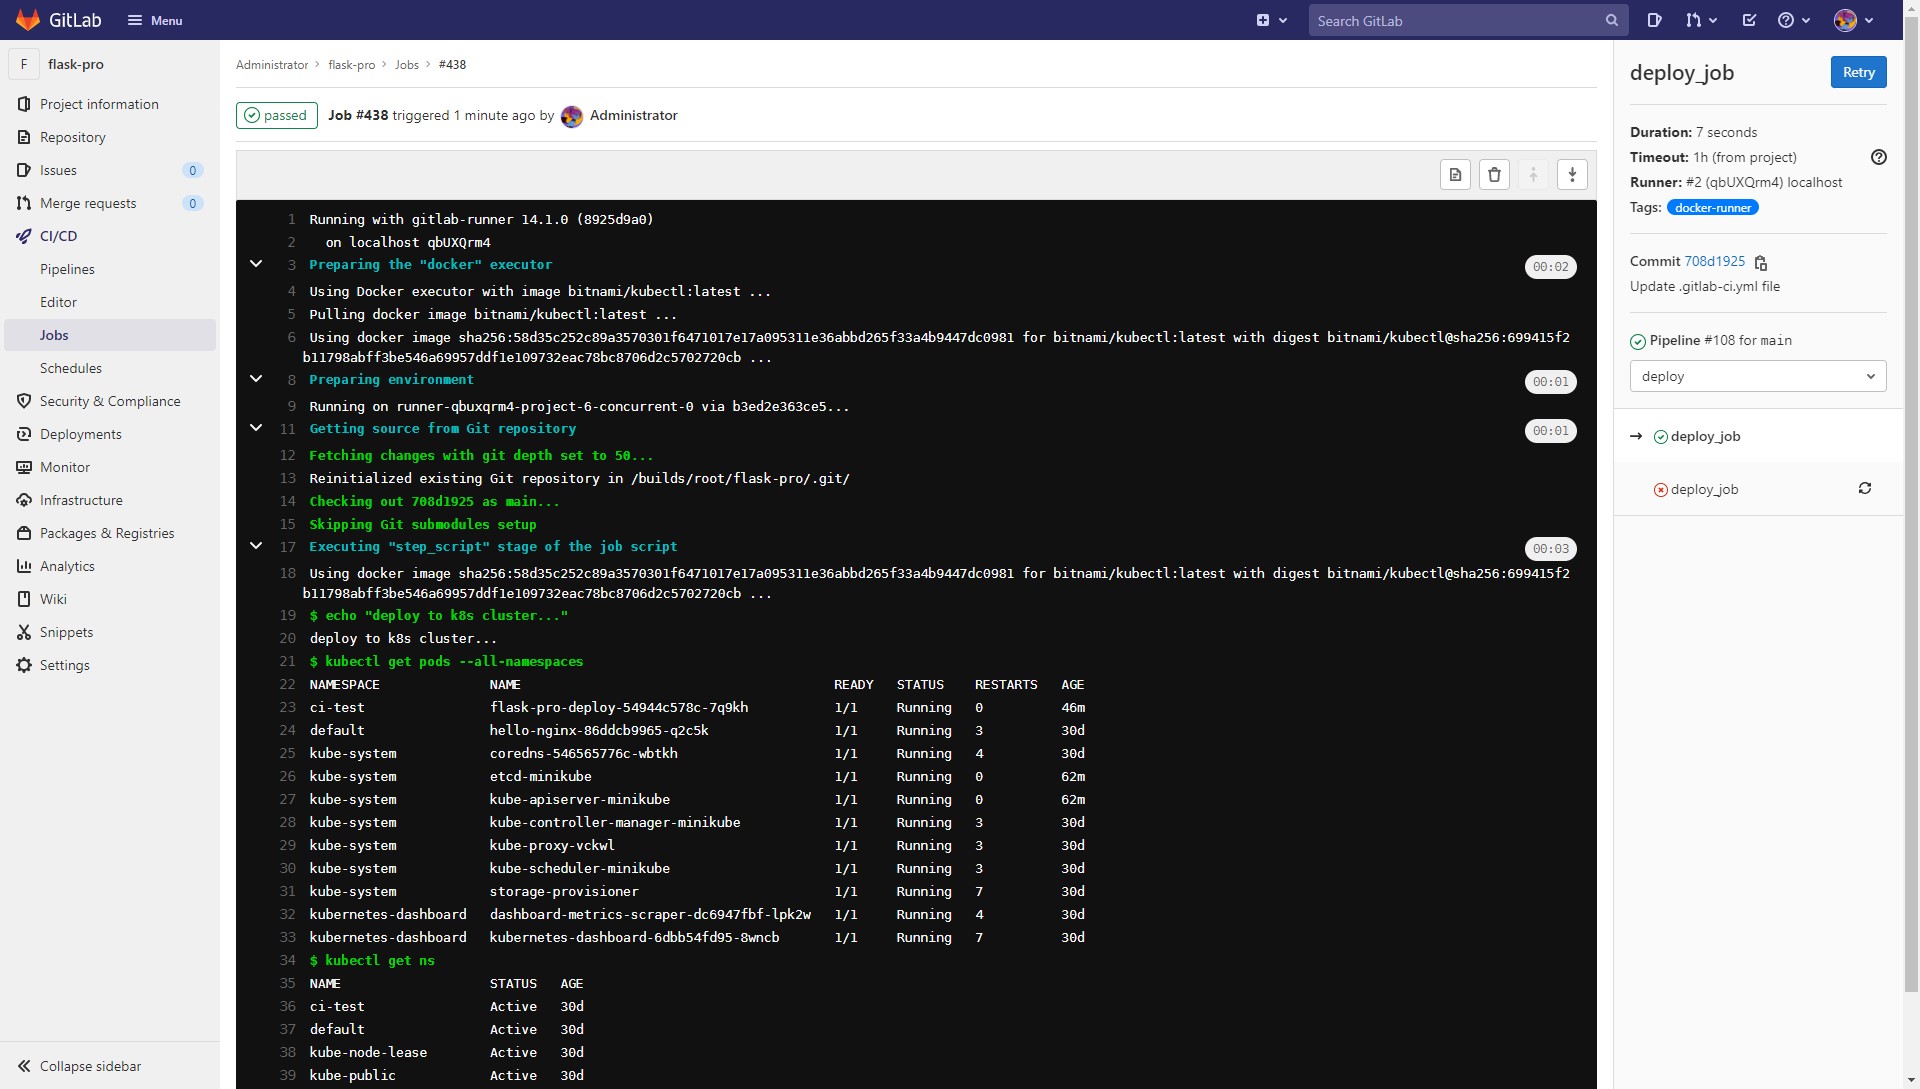 GitLab
Menu
Search GitLab
F
flask-pro
Project information
Repository
Issues
0
Merge requests
0
CI/CD
Pipelines
Editor
Jobs
Schedules
Security & Compliance
Deployments
Monitor
Infrastructure
Packages & Registries
Analytics
Wiki
Snippets
Settings
Collapse sidebar
Administrator > flask-pro > Jobs > #438
passed
Job #438 triggered 1 minute ago by Administrator
1 Running with gitlab-runner 14.1.0 (8925d9a0)
2 on localhost qbUXQrm4
3 Preparing the "docker" executor 00:02
4 Using Docker executor with image bitnami/kubectl:latest ...
5 Pulling docker image bitnami/kubectl:latest ...
6 Using docker image sha256:58d35c252c89a3570301f6471017e17a095311e36abbd265f33a4b9447dc0981 for bitnami/kubectl:latest with digest bitnami/kubectl@sha256:699415f2
b11798abff3be546a69957ddf1e109732eac78bc8706d2c5702720cb ...
8 Preparing environment 00:01
9 Running on runner-qbuxqrm4-project-6-concurrent-0 via b3ed2e363ce5...
11 Getting source from Git repository 00:01
12 Fetching changes with git depth set to 50...
13 Reinitialized existing Git repository in /builds/root/flask-pro/.git/
14 Checking out 708d1925 as main...
15 Skipping Git submodules setup
17 Executing "step_script" stage of the job script 00:03
18 Using docker image sha256:58d35c252c89a3570301f6471017e17a095311e36abbd265f33a4b9447dc0981 for bitnami/kubectl:latest with digest bitnami/kubectl@sha256:699415f2
b11798abff3be546a69957ddf1e109732eac78bc8706d2c5702720cb ...
19 $ echo "deploy to k8s cluster..."
20 deploy to k8s cluster...
21 $ kubectl get pods --all-namespaces
22 NAMESPACE NAME READY STATUS RESTARTS AGE
23 ci-test flask-pro-deploy-54944c578c-7q9kh 1/1 Running 0 46m
24 default hello-nginx-86ddcb9965-q2c5k 1/1 Running 3 30d
25 kube-system coredns-546565776c-wbtkh 1/1 Running 4 30d
26 kube-system etcd-minikube 1/1 Running 0 62m
27 kube-system kube-apiserver-minikube 1/1 Running 0 62m
28 kube-system kube-controller-manager-minikube 1/1 Running 3 30d
29 kube-system kube-proxy-vckwl 1/1 Running 3 30d
30 kube-system kube-scheduler-minikube 1/1 Running 3 30d
31 kube-system storage-provisioner 1/1 Running 7 30d
32 kubernetes-dashboard dashboard-metrics-scraper-dc6947fbf-lpk2w 1/1 Running 4 30d
33 kubernetes-dashboard kubernetes-dashboard-6dbb54fd95-8wncb 1/1 Running 7 30d
34 $ kubectl get ns
35 NAME STATUS AGE
36 ci-test Active 30d
37 default Active 30d
38 kube-node-lease Active 30d
39 kube-public Active 30d
deploy_job
Retry
Duration: 7 seconds
Timeout: 1h (from project)
Runner: #2 (qbUXQrm4) localhost
Tags: docker-runner
Commit 708d1925
Update .gitlab-ci.yml file
Pipeline #108 for main
deploy
→ deploy_job
deploy_job